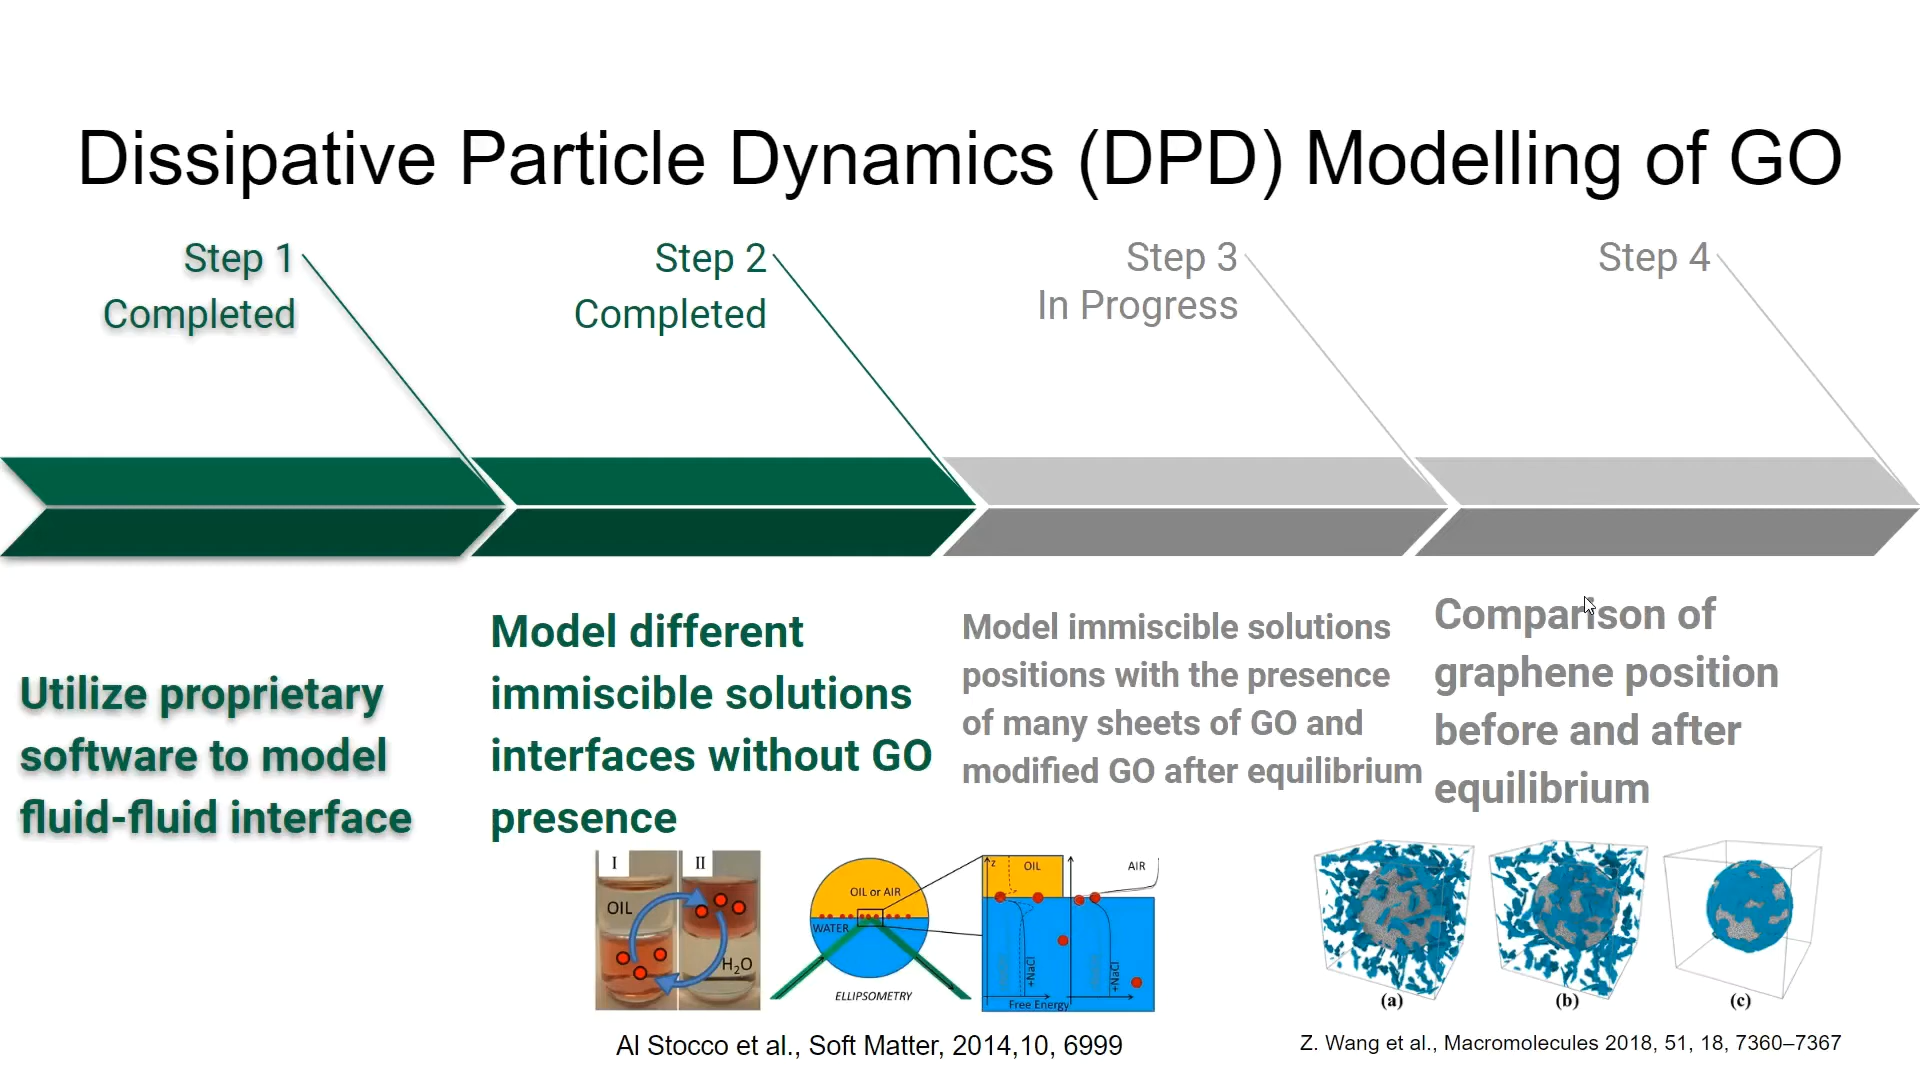 Dissipative Particle Dynamics (DPD) Modelling of GO
Step 1
Completed
Step 2
Completed
Step 3
In Progress
Step 4
Utilize proprietary
software to model
fluid-fluid interface
Model different
immiscible solutions
interfaces without GO
presence
Model immiscible solutions
positions with the presence
of many sheets of GO and
modified GO after equilibrium
Comparison of
graphene position
before and after
equilibrium
I
II
OIL
H₂O
OIL or AIR
WATER
ELLIPSOMETRY
z
OIL
AIR
+NaCl
+NaCl
Free Energy
(a)
(b)
(c)
Al Stocco et al., Soft Matter, 2014,10, 6999
Z. Wang et al., Macromolecules 2018, 51, 18, 7360–7367